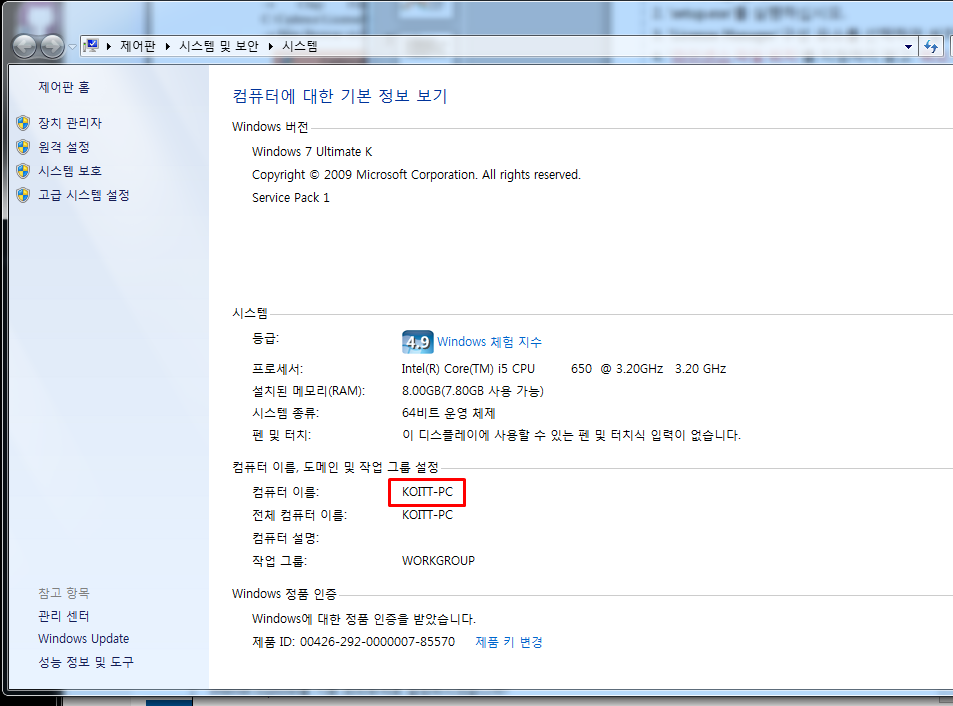 제어판 시스템 및 보안 시스템
제어판 홈
장치 관리자
원격 설정
시스템 보호
고급 시스템 설정
컴퓨터에 대한 기본 정보 보기
Windows 버전
Windows 7 Ultimate K
Copyright © 2009 Microsoft Corporation. All rights reserved.
Service Pack 1
시스템
등급: 4.9 Windows 체험 지수
프로세서: Intel(R) Core(TM) i5 CPU 650 @ 3.20GHz 3.20 GHz
설치된 메모리(RAM): 8.00GB(7.80GB 사용 가능)
시스템 종류: 64비트 운영 체제
펜 및 터치: 이 디스플레이에 사용할 수 있는 펜 및 터치식 입력이 없습니다.
컴퓨터 이름, 도메인 및 작업 그룹 설정
컴퓨터 이름: KOITT-PC
전체 컴퓨터 이름: KOITT-PC
컴퓨터 설명:
작업 그룹: WORKGROUP
Windows 정품 인증
Windows에 대한 정품 인증을 받았습니다.
제품 ID: 00426-292-0000007-85570 제품 키 변경
참고 항목
관리 센터
Windows Update
성능 정보 및 도구